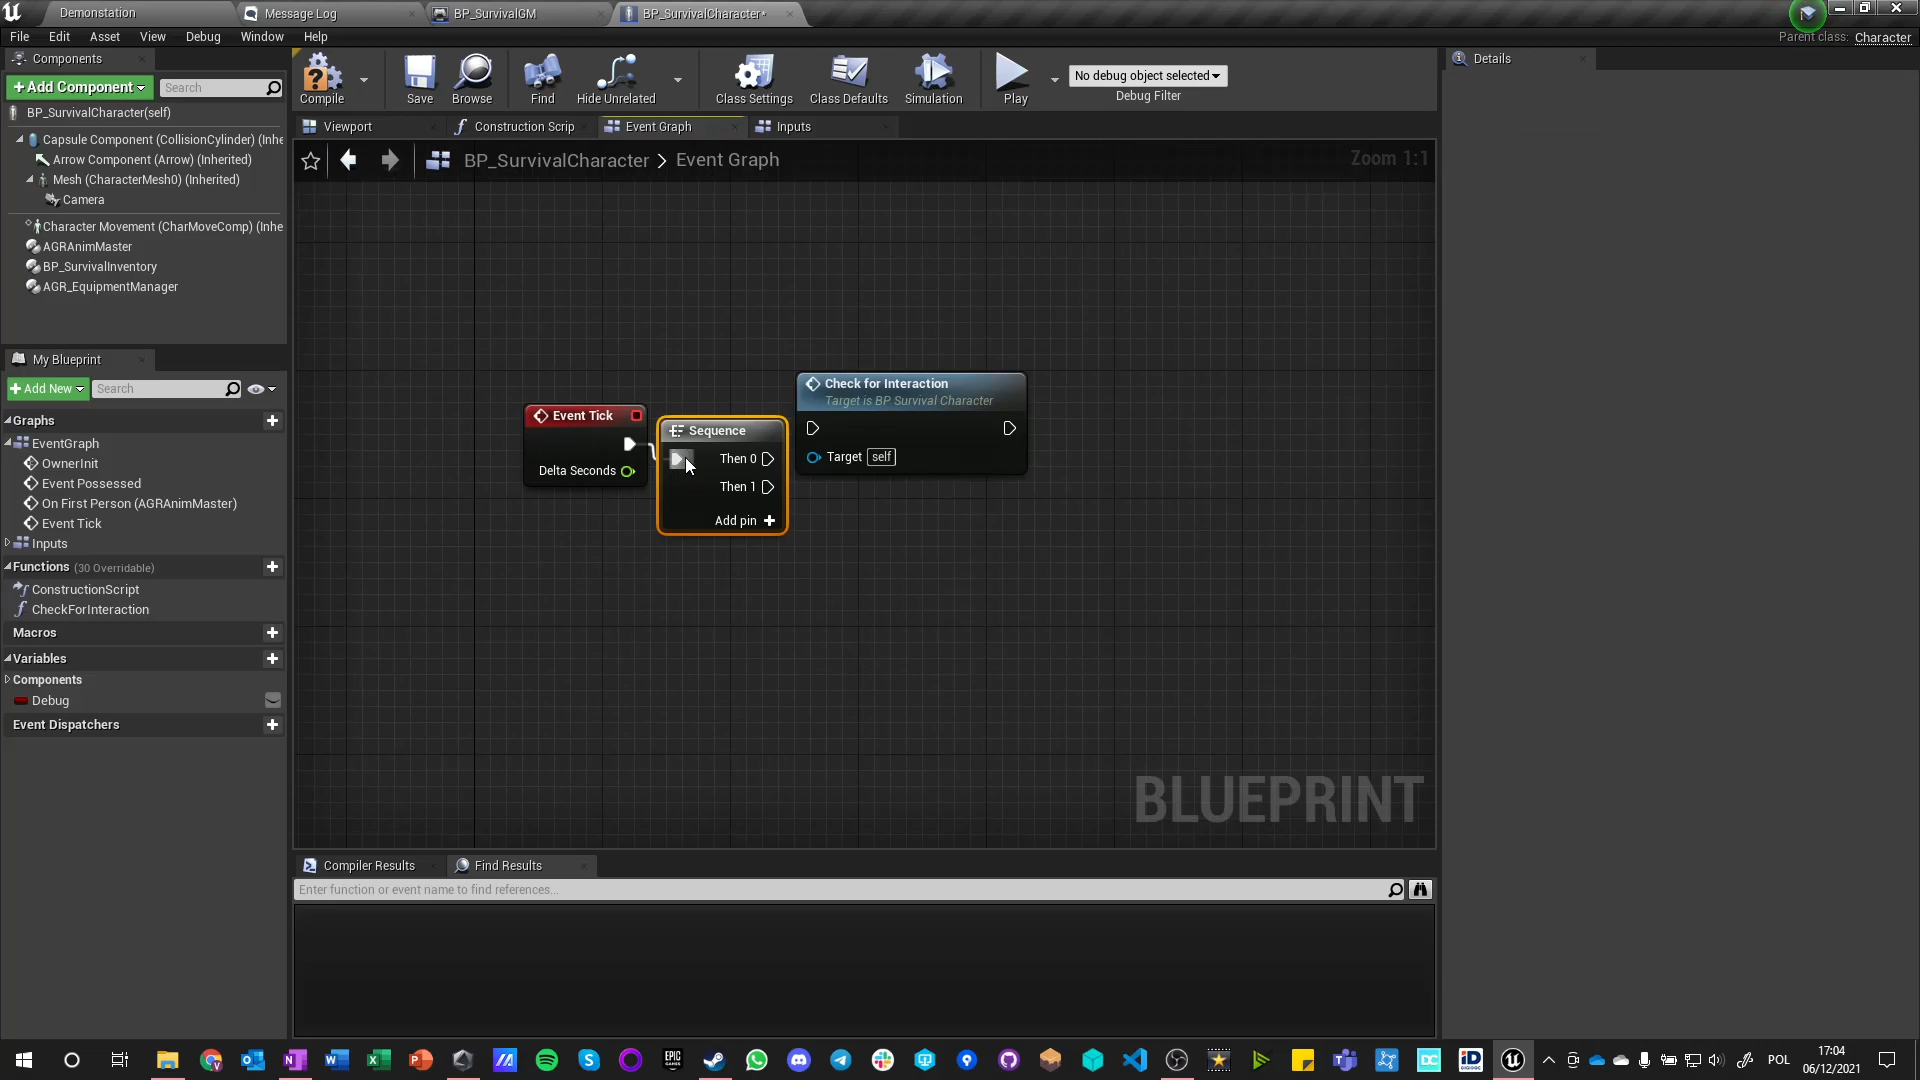 Demonstation
Message Log
BP_SurvivalGM
BP_SurvivalCharacter*
File Edit Asset View Debug Window Help
Parent class: Character
Components
+Add Component
Search
BP_SurvivalCharacter(self)
Capsule Component (CollisionCylinder) (Inhe
Arrow Component (Arrow) (Inherited)
Mesh (CharacterMesh0) (Inherited)
Camera
Character Movement (CharMoveComp) (Inhe
AGRAnimMaster
BP_SurvivalInventory
AGR_EquipmentManager
Compile
Save
Browse
Find
Hide Unrelated
Class Settings
Class Defaults
Simulation
Play
No debug object selected
Debug Filter
Viewport
Construction Scrip
Event Graph
Inputs
BP_SurvivalCharacter > Event Graph
Zoom 1:1
Event Tick
Delta Seconds
Sequence
Then 0
Then 1
Add pin +
Check for Interaction
Target is BP Survival Character
Target self
BLUEPRINT
My Blueprint
+Add New
Search
Graphs
EventGraph
OwnerInit
Event Possessed
On First Person (AGRAnimMaster)
Event Tick
Inputs
Functions (30 Overridable)
ConstructionScript
CheckForInteraction
Macros
Variables
Components
Debug
Event Dispatchers
Compiler Results
Find Results
Enter function or event name to find references...
Details
EPIC GAMES
DC
iD
POL
17:04
06/12/2021